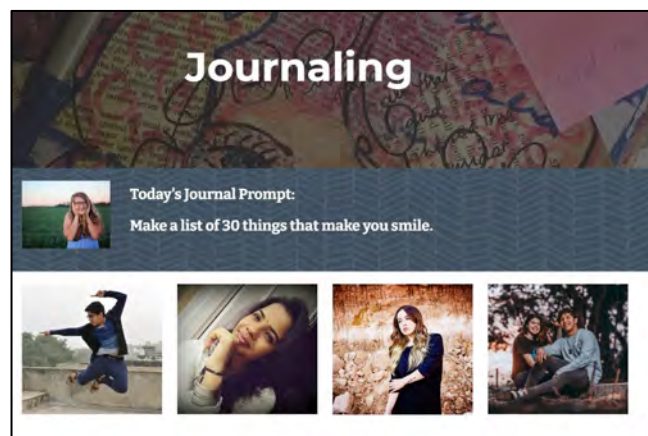 Journaling
Today's Journal Prompt:
Make a list of 30 things that make you smile.